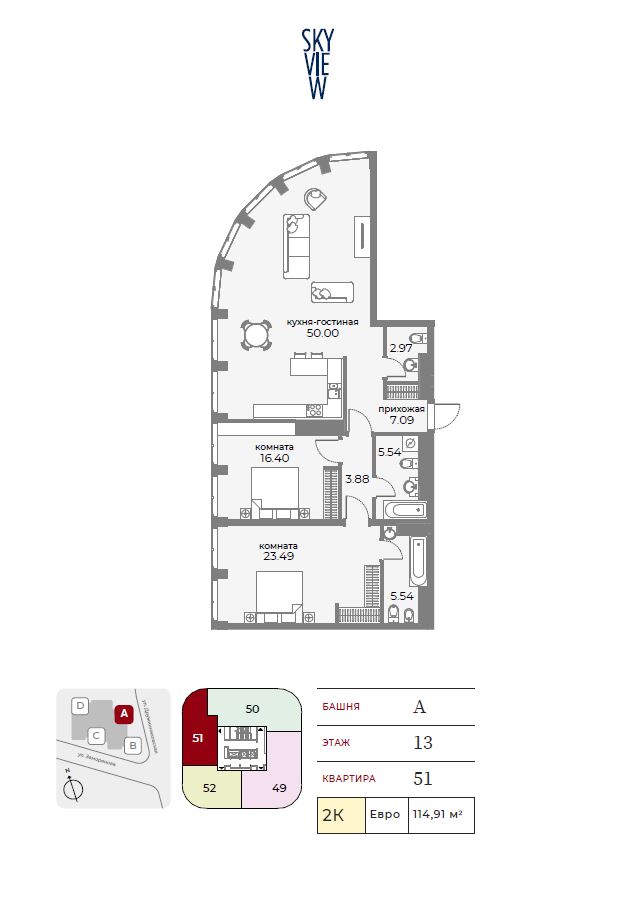 SKY
VIEW
кухня-гостиная
50.00
2.97
прихожая
7.09
комната
16.40
5.54
3.88
комната
23.49
5.54
D
A
C
B
ул. Дружинниковская
ул. Заморенова
N
50
51
52
49
БАШНЯ A
ЭТАЖ 13
КВАРТИРА 51
2К Евро 114,91 м²